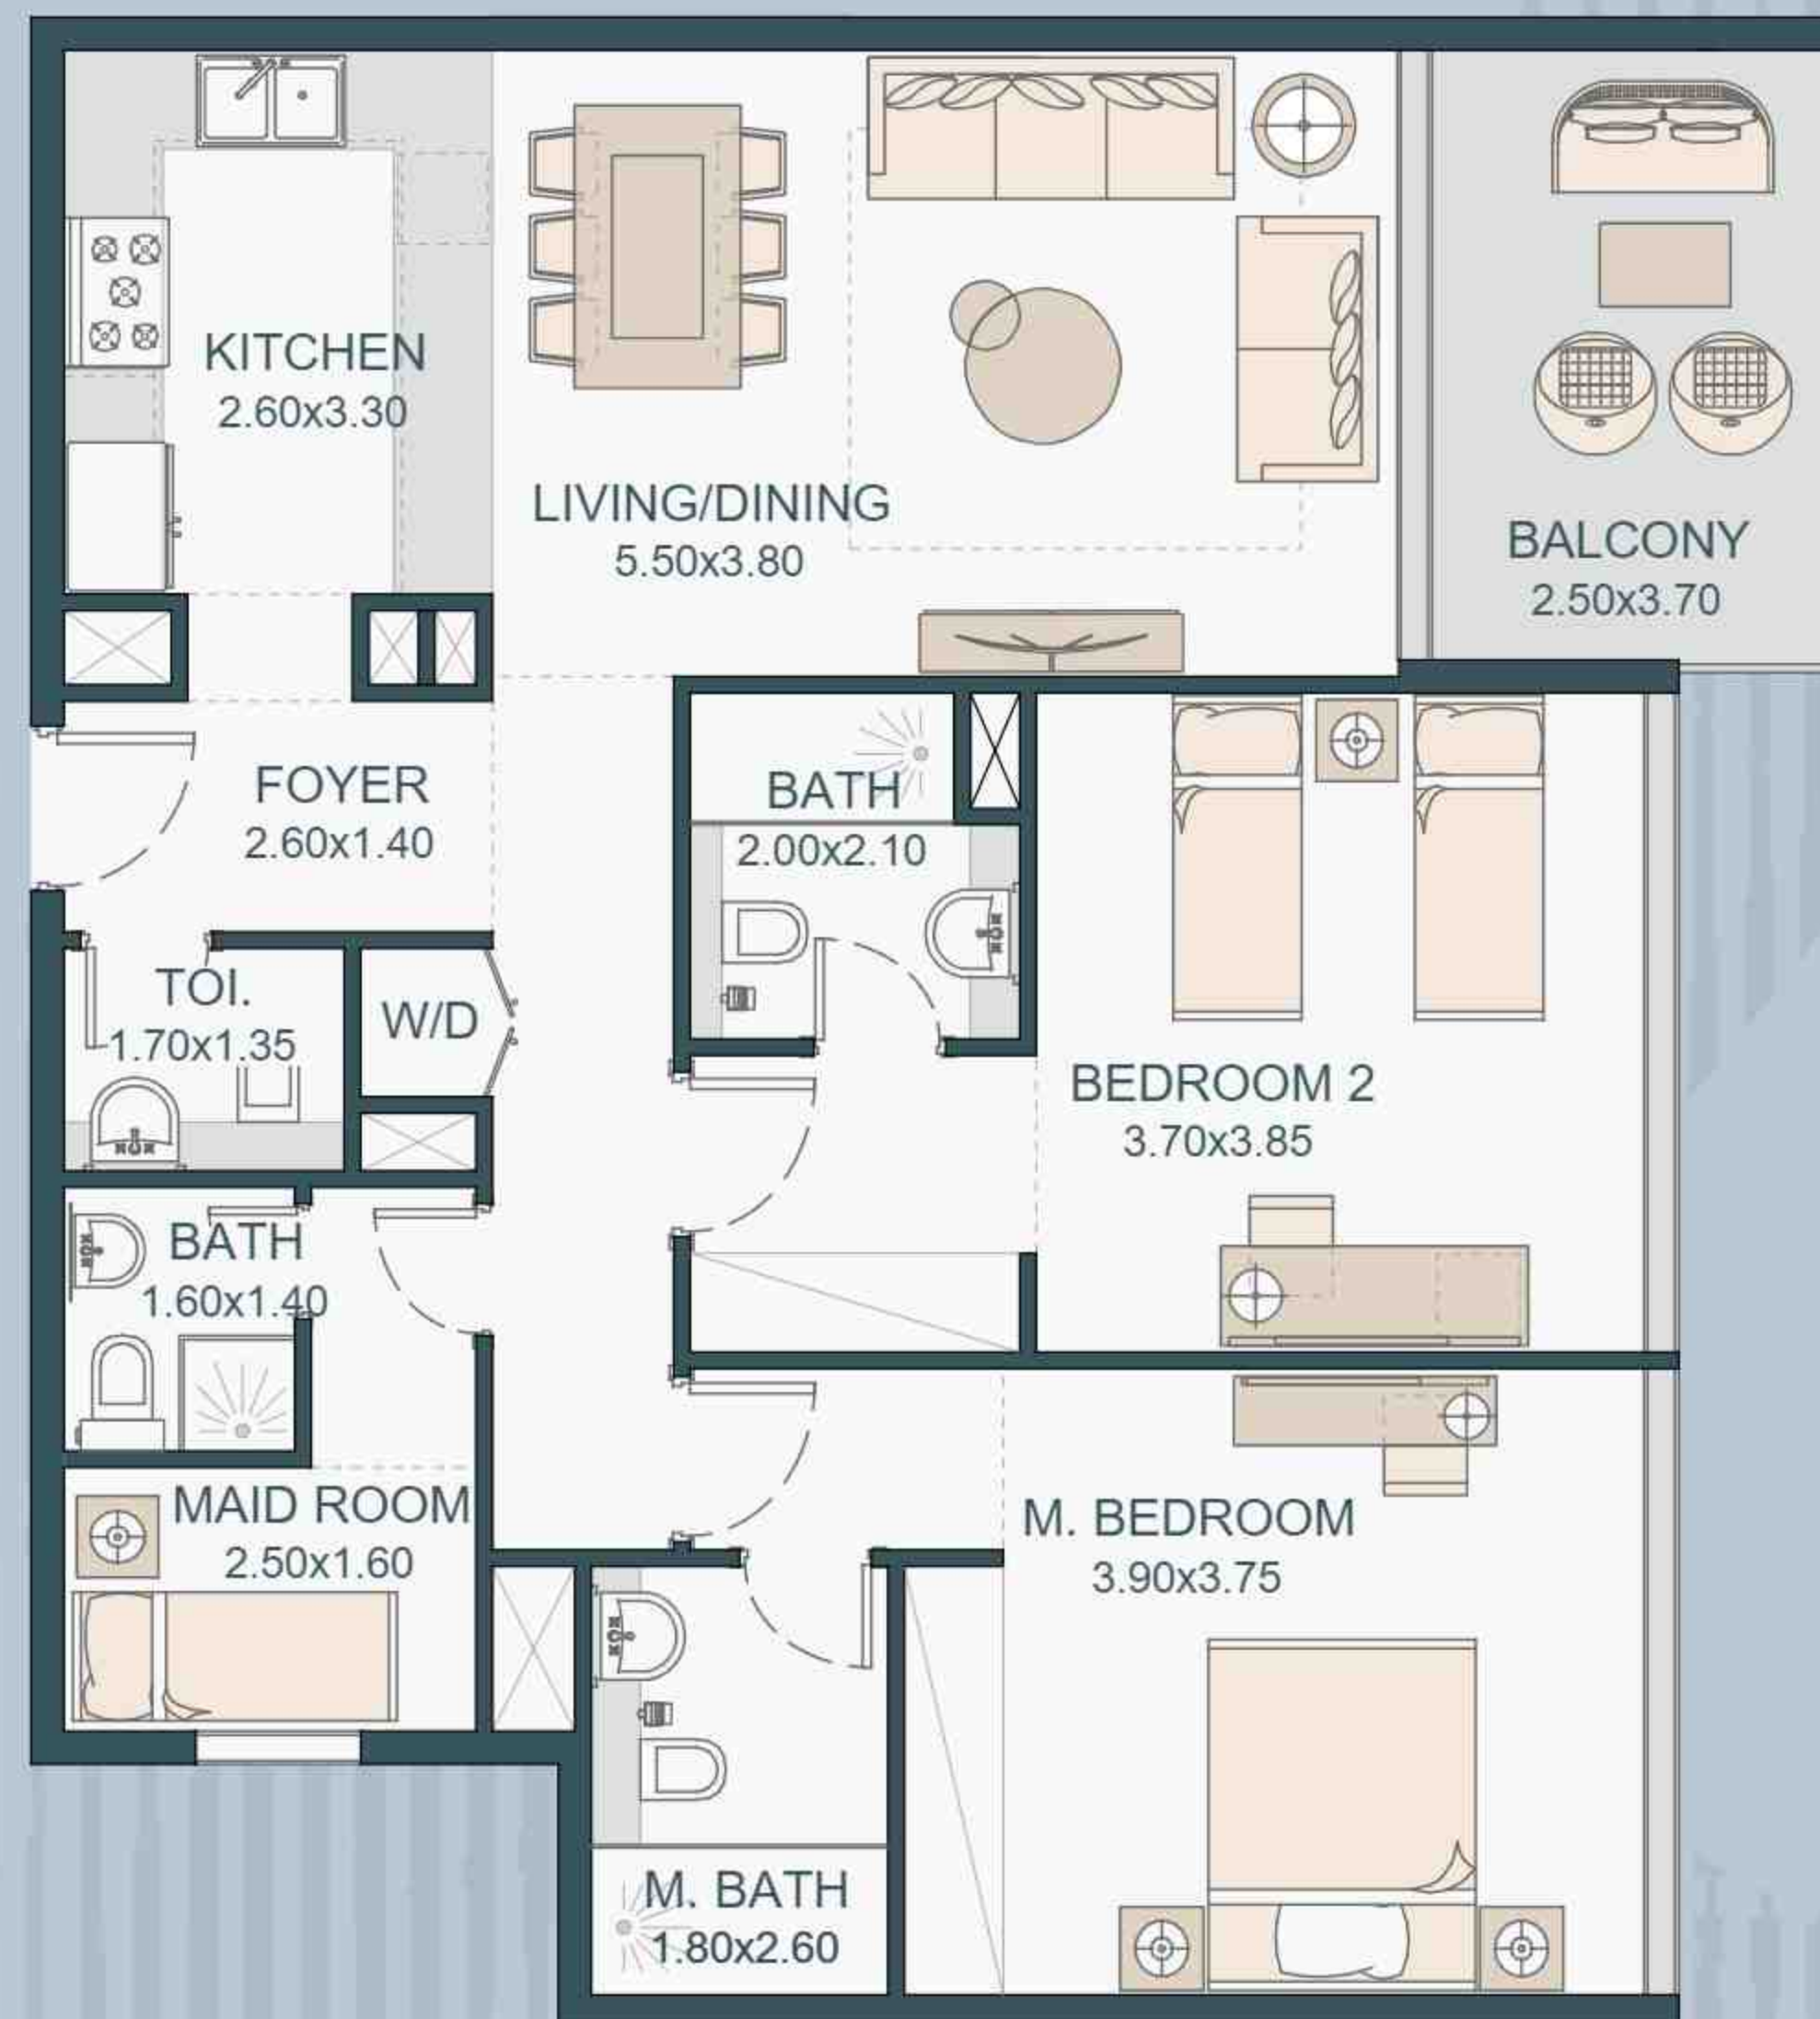 KITCHEN
2.60x3.30
LIVING/DINING
5.50x3.80
BALCONY
2.50x3.70
FOYER
2.60x1.40
BATH
2.00x2.10
TOI.
1.70x1.35
W/D
BEDROOM 2
3.70x3.85
BATH
1.60x1.40
MAID ROOM
2.50x1.60
M. BEDROOM
3.90x3.75
M. BATH
1.80x2.60